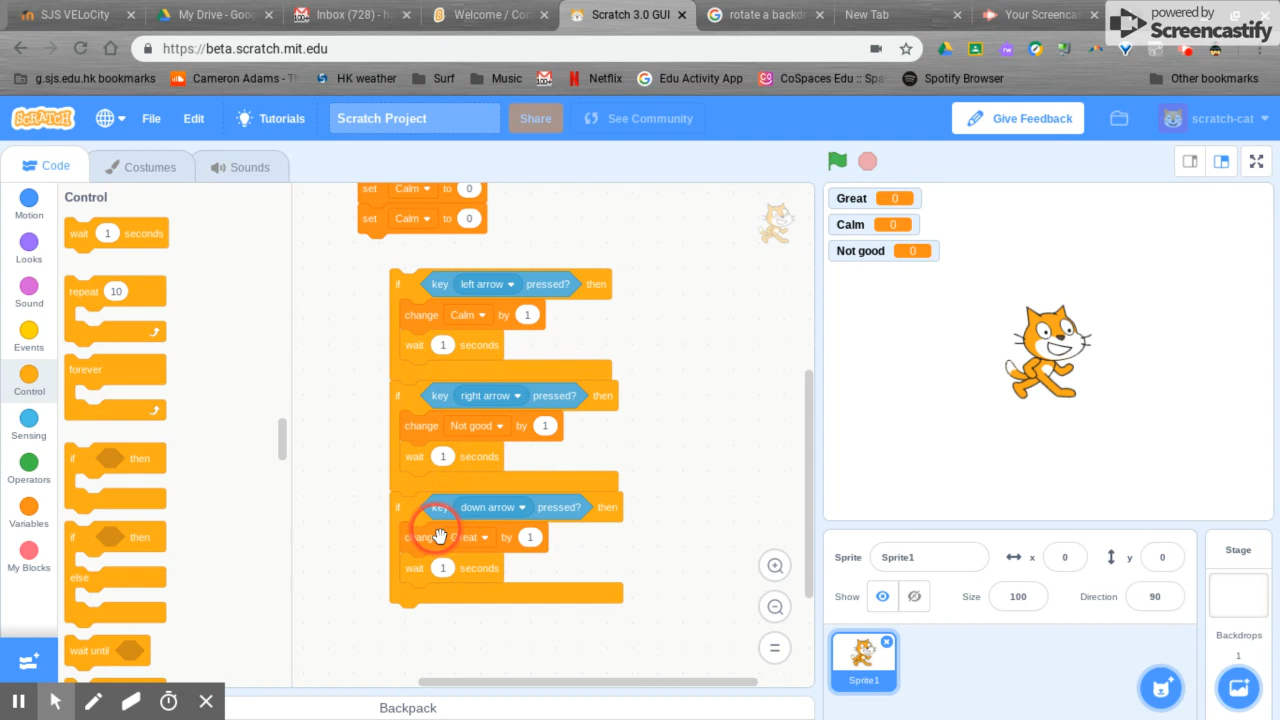 SJS VELoCity
My Drive - Goog
Inbox (728) - ha
Welcome / Cor
Scratch 3.0 GUI
rotate a backd
New Tab
Your Screencas
powered by
Screencastify
https://beta.scratch.mit.edu
g.sjs.edu.hk bookmarks
Cameron Adams - Th
HK weather
Surf
Music
100+
Netflix
Edu Activity App
CoSpaces Edu :: Spa
Spotify Browser
Other bookmarks
SCRATCH
File
Edit
Tutorials
Scratch Project
Share
See Community
Give Feedback
scratch-cat
Code
Costumes
Sounds
Motion
Looks
Sound
Events
Control
Sensing
Operators
Variables
My Blocks
Control
wait 1 seconds
repeat 10
forever
if then
if then
else
wait until
set Calm to 0
set Calm to 0
if key left arrow pressed? then
change Calm by 1
wait 1 seconds
if key right arrow pressed? then
change Not good by 1
wait 1 seconds
if key down arrow pressed? then
change Great by 1
wait 1 seconds
Backpack
Great 0
Calm 0
Not good 0
Sprite Sprite1 x 0 y 0
Show Size 100 Direction 90
Sprite1
Stage
Backdrops
1